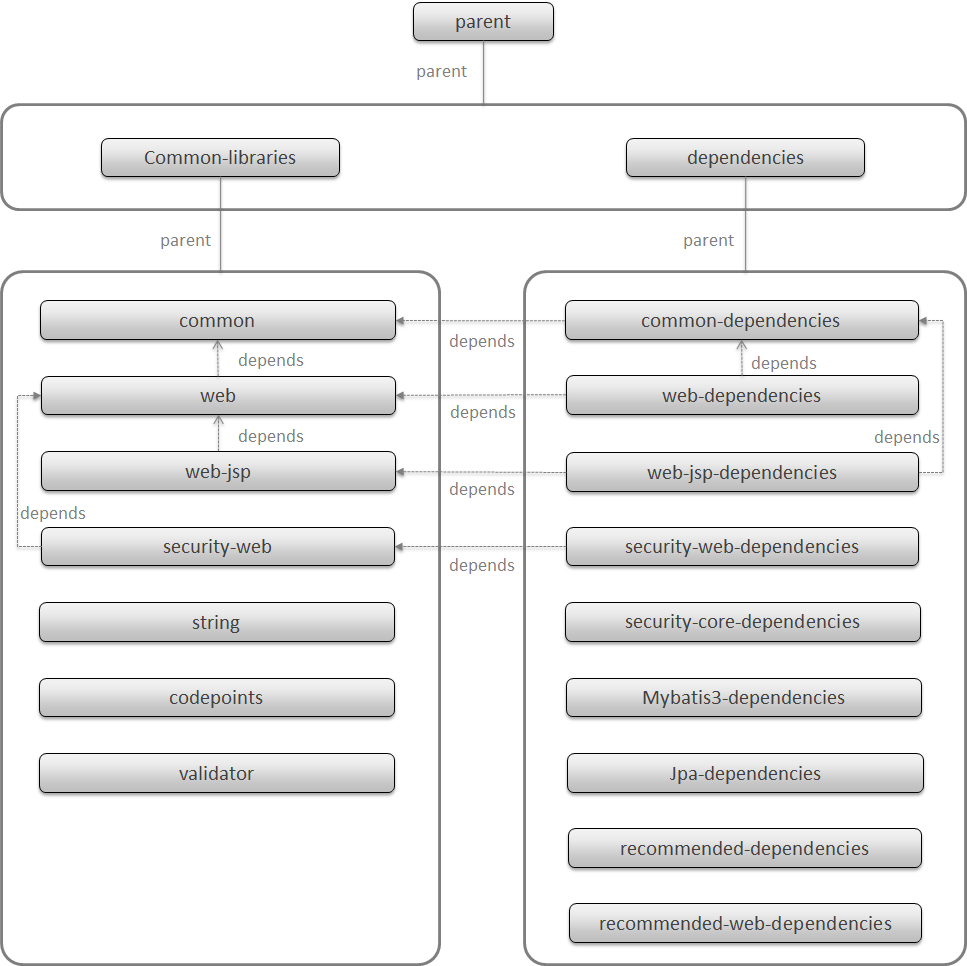 parent
parent
Common-libraries
dependencies
parent
parent
common
common-dependencies
depends
depends
depends
web
web-dependencies
depends
depends
depends
web-jsp
web-jsp-dependencies
depends
depends
security-web
security-web-dependencies
depends
string
security-core-dependencies
codepoints
Mybatis3-dependencies
validator
Jpa-dependencies
recommended-dependencies
recommended-web-dependencies